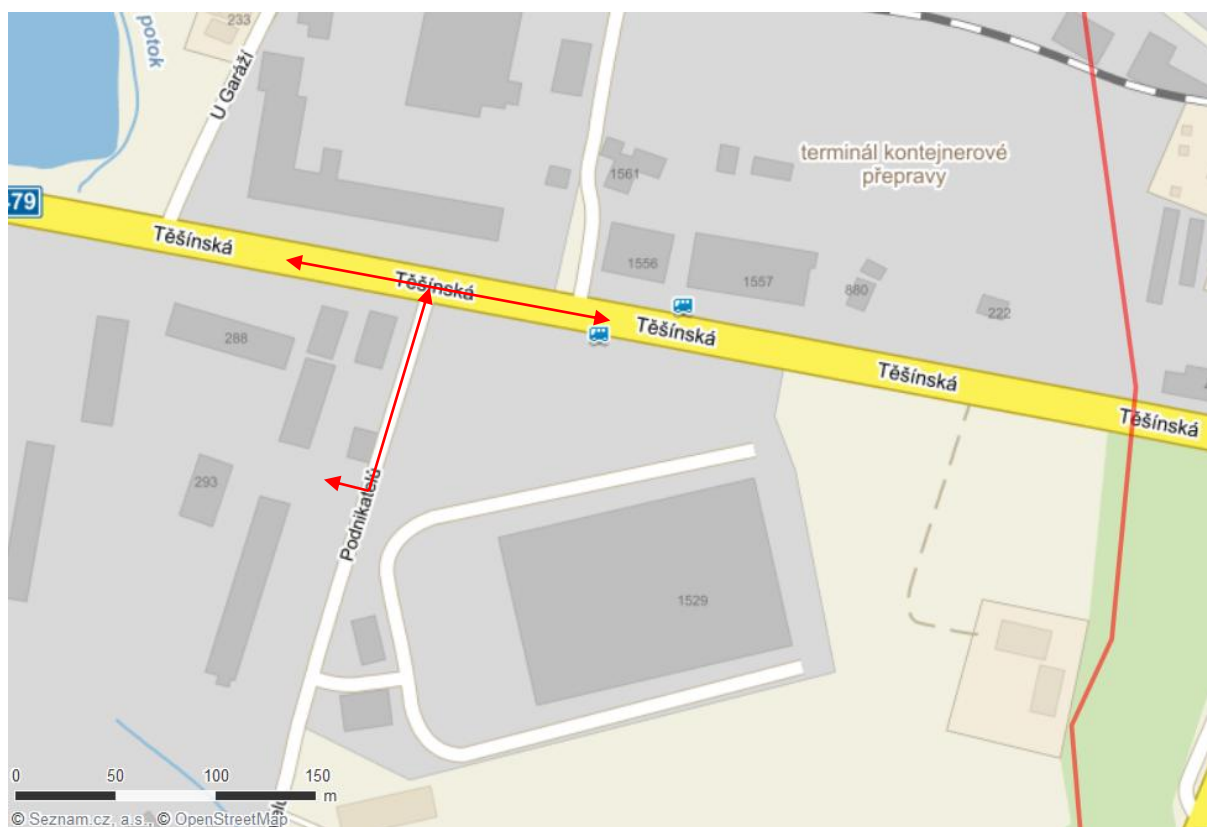 233
potok
U Garáží
479
Těšínská
Těšínská
Těšínská
Těšínská
Těšínská
terminál kontejnerové
přepravy
1561
1556
1557
880
222
288
293
Podnikatelů
1529
0 50 100 150
m
© Seznam.cz, a.s., © OpenStreetMap